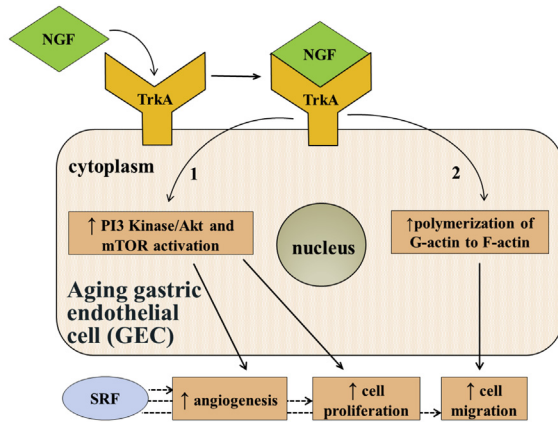 NGF
NGF
TrkA
TrkA
cytoplasm
1
2
↑ PI3 Kinase/Akt and
mTOR activation
nucleus
↑polymerization of
G-actin to F-actin
Aging gastric
endothelial
cell (GEC)
SRF
↑ angiogenesis
↑ cell
proliferation
↑ cell
migration